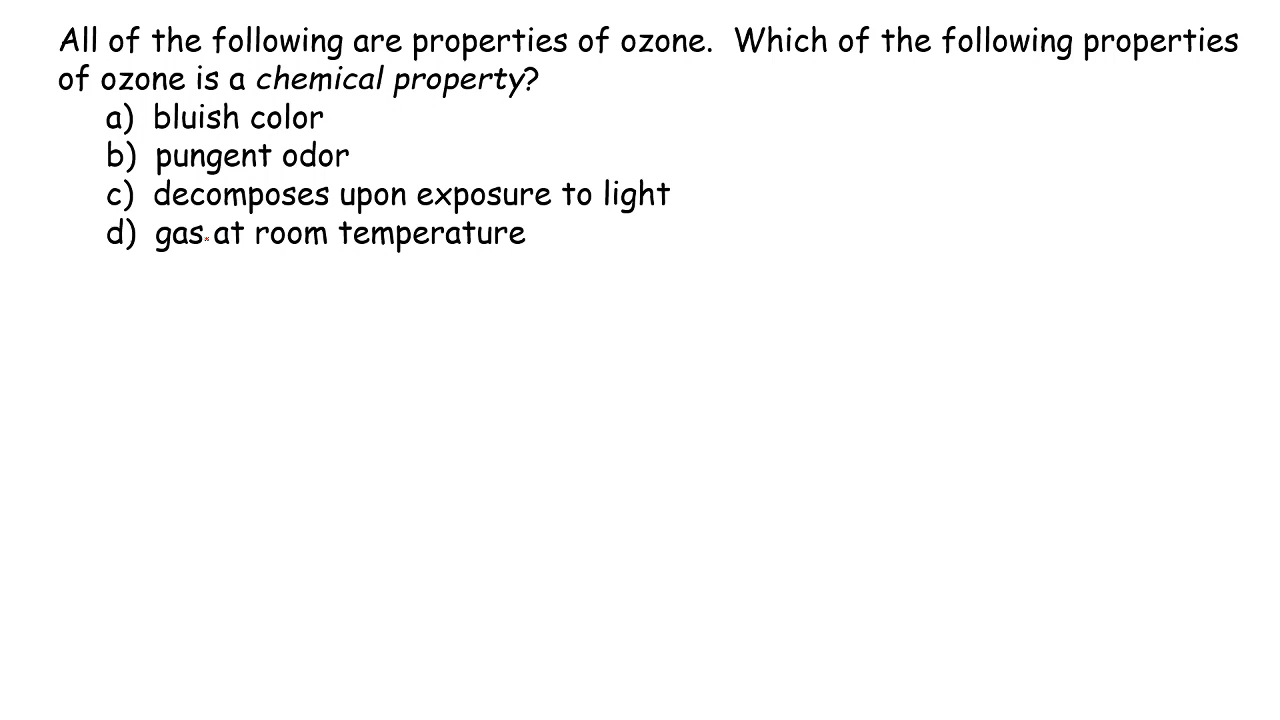 All of the following are properties of ozone.  Which of the following properties
of ozone is a chemical property?
a)  bluish color
b)  pungent odor
c)  decomposes upon exposure to light
d)  gas at room temperature